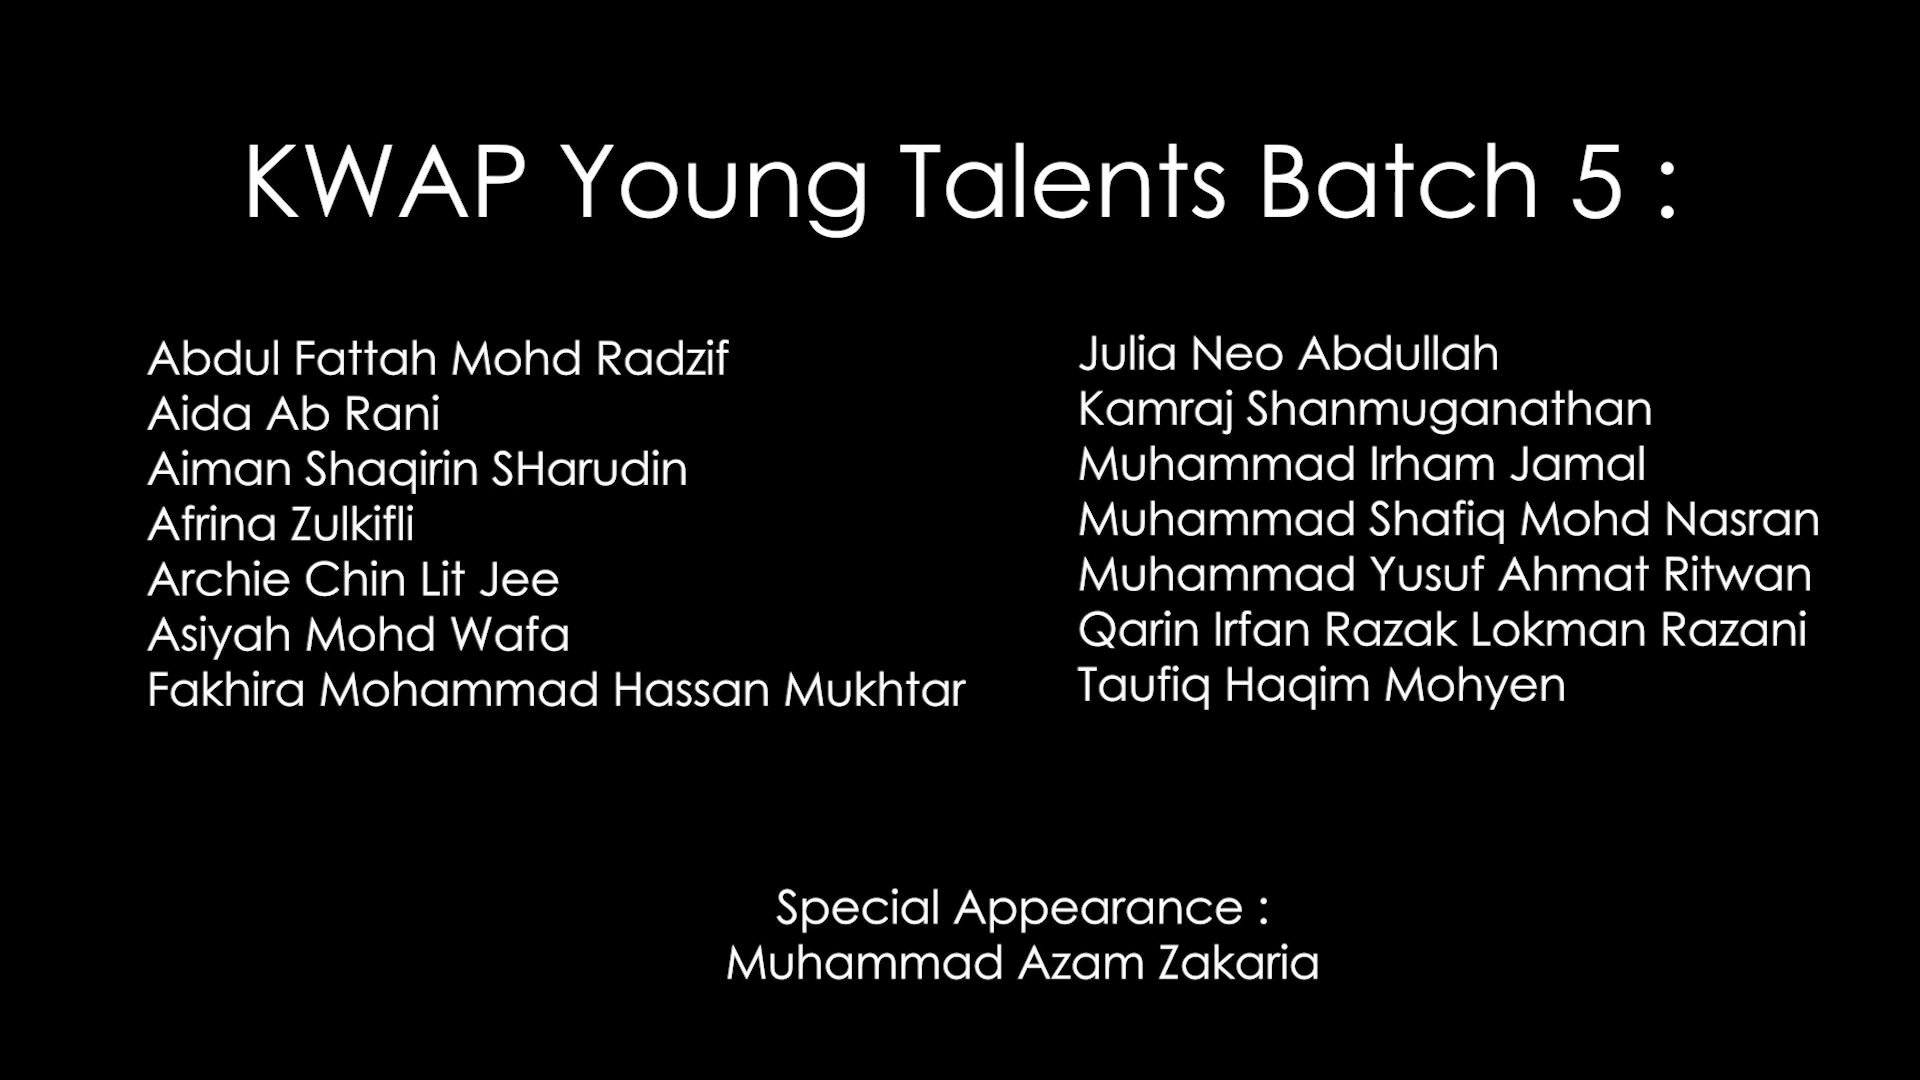 KWAP Young Talents Batch 5 :
Abdul Fattah Mohd Radzif
Aida Ab Rani
Aiman Shaqirin SHarudin
Afrina Zulkifli
Archie Chin Lit Jee
Asiyah Mohd Wafa
Fakhira Mohammad Hassan Mukhtar
Julia Neo Abdullah
Kamraj Shanmuganathan
Muhammad Irham Jamal
Muhammad Shafiq Mohd Nasran
Muhammad Yusuf Ahmat Ritwan
Qarin Irfan Razak Lokman Razani
Taufiq Haqim Mohyen
Special Appearance :
Muhammad Azam Zakaria